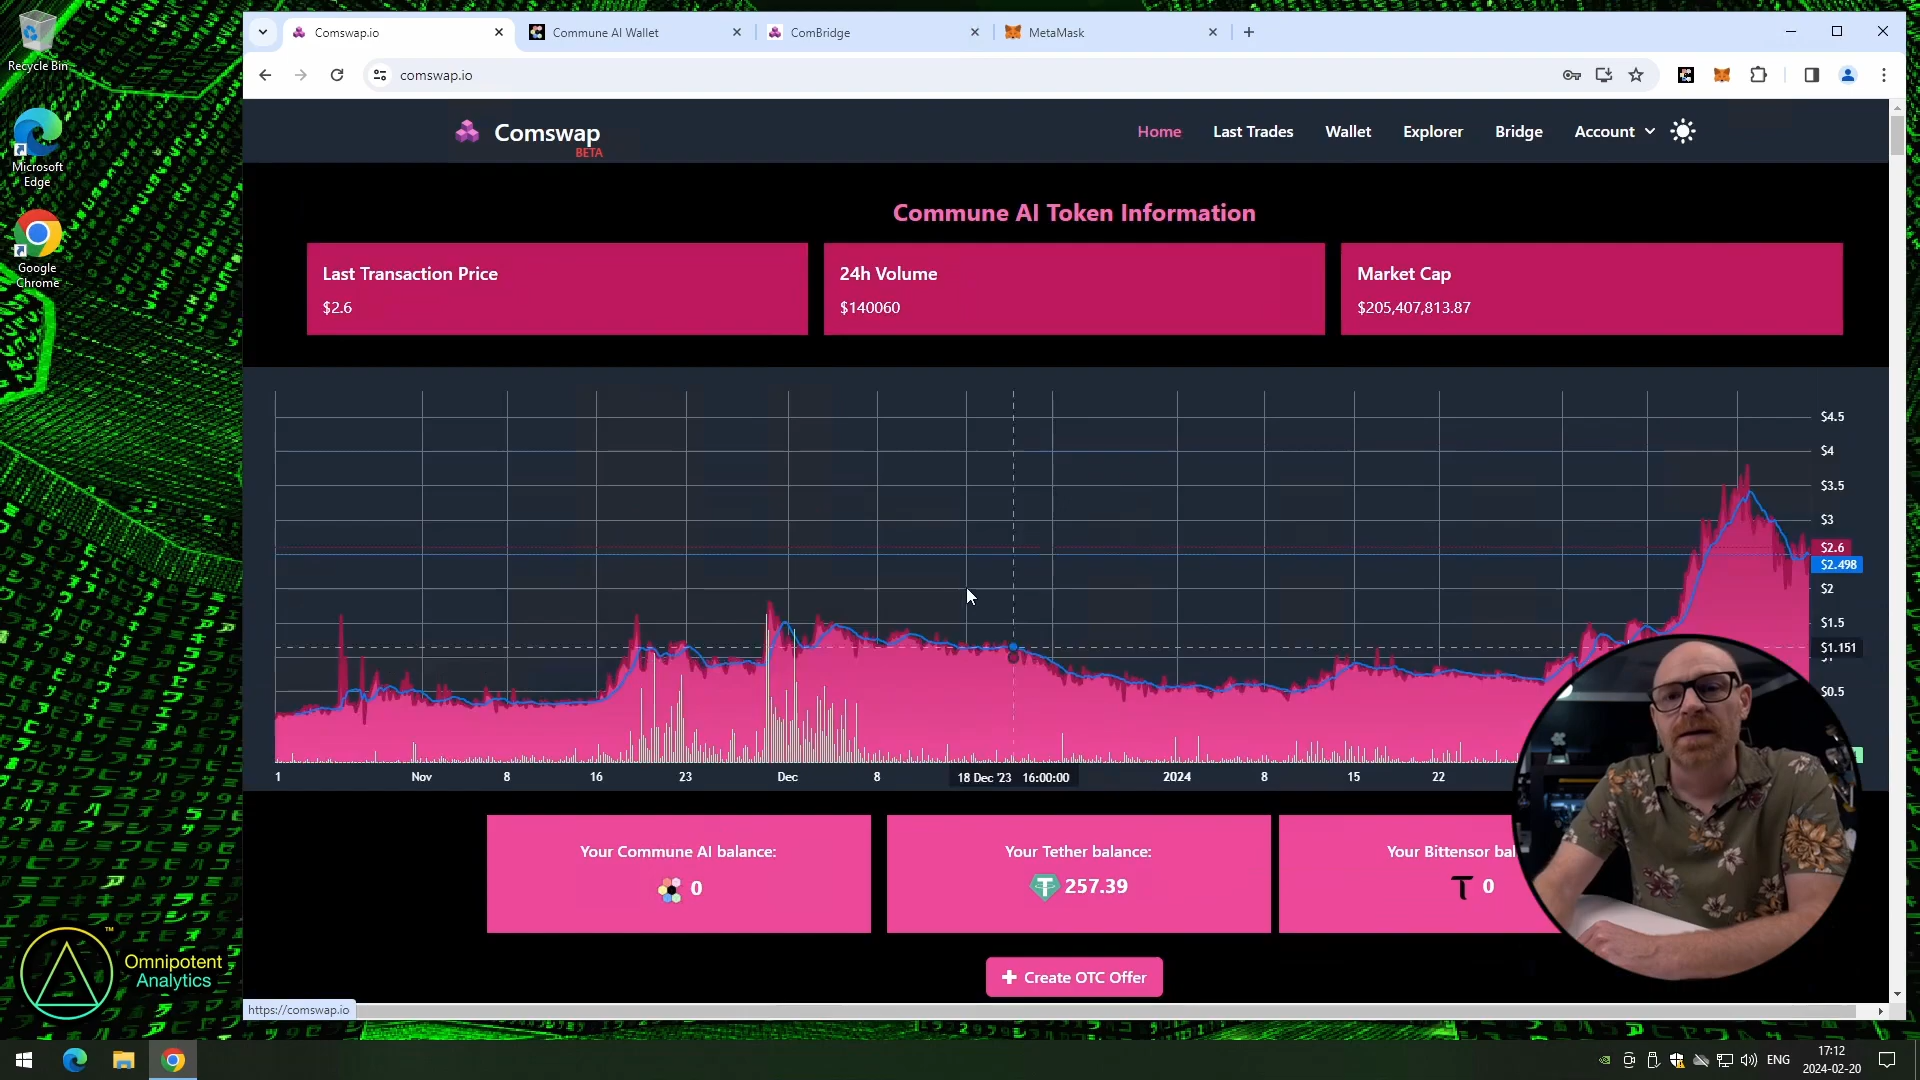 Comswap.io
Commune AI Wallet
ComBridge
MetaMask
comswap.io
Recycle Bin
Microsoft
Edge
Google
Chrome
Comswap
BETA
Home
Last Trades
Wallet
Explorer
Bridge
Account
Commune AI Token Information
Last Transaction Price
$2.6
24h Volume
$140060
Market Cap
$205,407,813.87
$4.5
$4
$3.5
$3
$2.6
$2.498
$2
$1.5
$1.151
$0.5
1
Nov
8
16
23
Dec
8
18 Dec '23 16:00:00
2024
8
15
22
Your Commune AI balance:
0
Your Tether balance:
257.39
Your Bittensor bal
0
Create OTC Offer
Omnipotent
Analytics
TM
https://comswap.io
ENG
17:12
2024-02-20